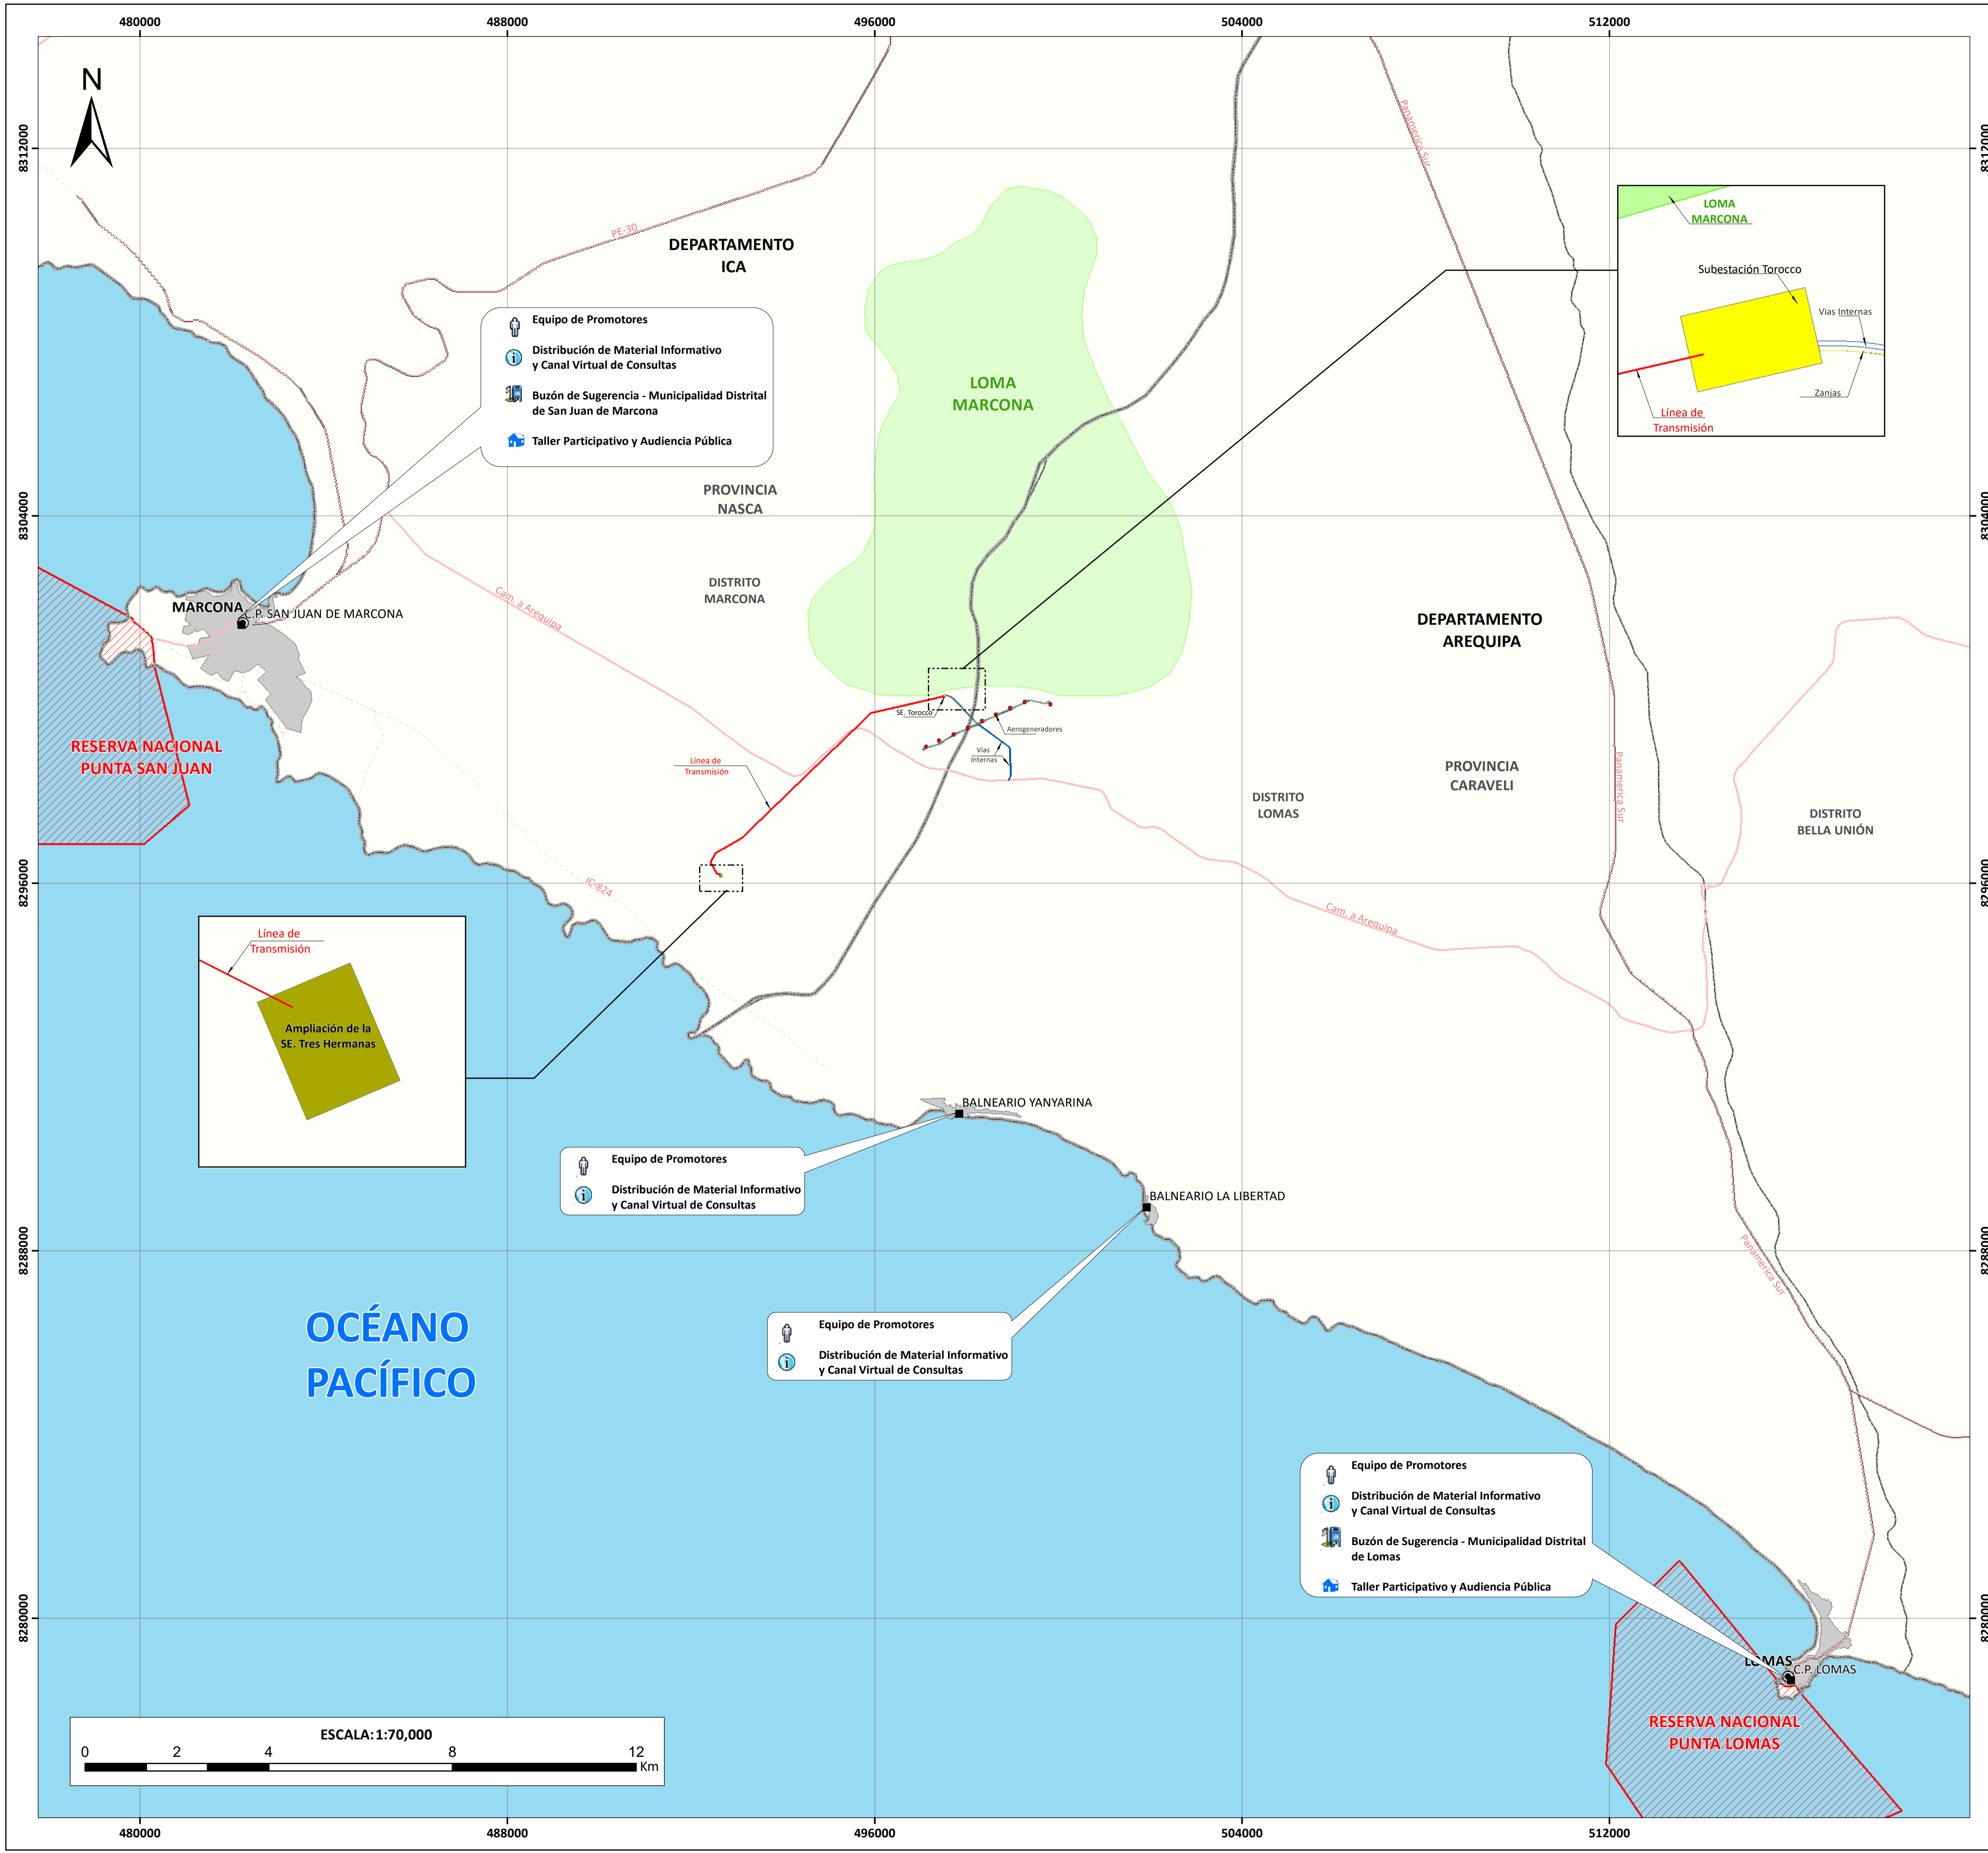 480000
488000
496000
504000
512000
8312000
8312000
N
PE-30
Panamerica Sur
DEPARTAMENTO
ICA
LOMA
MARCONA
Subestación Torocco
Vias Internas
Zanjas
Línea de
Transmisión
Equipo de Promotores
Distribución de Material Informativo
y Canal Virtual de Consultas
Buzón de Sugerencia - Municipalidad Distrital
de San Juan de Marcona
Taller Participativo y Audiencia Pública
LOMA
MARCONA
PROVINCIA
NASCA
8304000
8304000
DISTRITO
MARCONA
Cam. a Arequipa
MARCONA
C.P. SAN JUAN DE MARCONA
DEPARTAMENTO
AREQUIPA
RESERVA NACIONAL
PUNTA SAN JUAN
SE. Torocco
Aerogeneradores
Vias
Internas
Línea de
Transmisión
PROVINCIA
CARAVELI
Panamerica Sur
DISTRITO
LOMAS
DISTRITO
BELLA UNIÓN
8296000
8296000
IC-824
Cam. a Arequipa
Línea de
Transmisión
Ampliación de la
SE. Tres Hermanas
BALNEARIO YANYARINA
Equipo de Promotores
Distribución de Material Informativo
y Canal Virtual de Consultas
BALNEARIO LA LIBERTAD
8288000
8288000
Panamerica Sur
OCÉANO
PACÍFICO
Equipo de Promotores
Distribución de Material Informativo
y Canal Virtual de Consultas
Equipo de Promotores
Distribución de Material Informativo
y Canal Virtual de Consultas
Buzón de Sugerencia - Municipalidad Distrital
de Lomas
Taller Participativo y Audiencia Pública
8280000
8280000
LOMAS
C.P. LOMAS
RESERVA NACIONAL
PUNTA LOMAS
ESCALA: 1:70,000
0 2 4 8 12
Km
480000
488000
496000
504000
512000